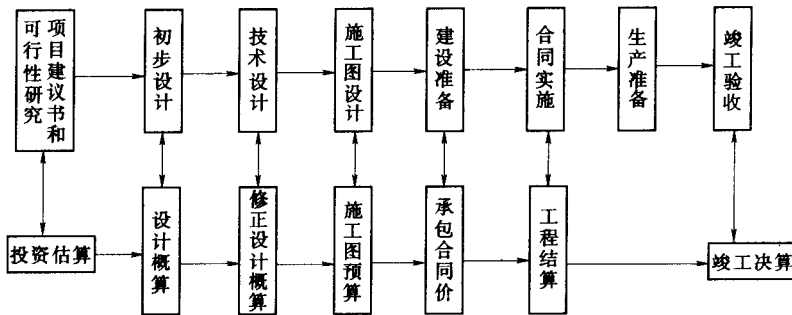 项目建议书和
可行性研究
初步设计
技术设计
施工图设计
建设准备
合同实施
生产准备
竣工验收
投资估算
设计概算
修正设计概算
施工图预算
承包合同价
工程结算
竣工决算